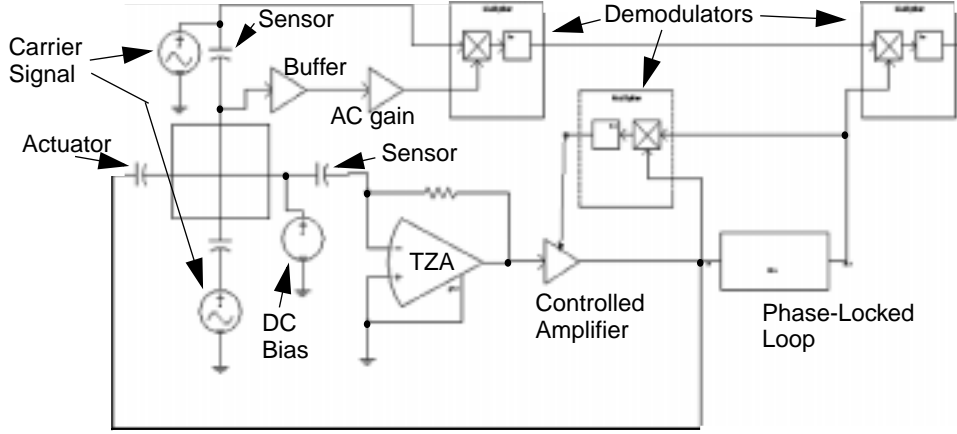 Sensor
Demodulators
Carrier
Signal
Buffer
AC gain
Actuator
Sensor
TZA
DC
Bias
Controlled
Amplifier
Phase-Locked
Loop